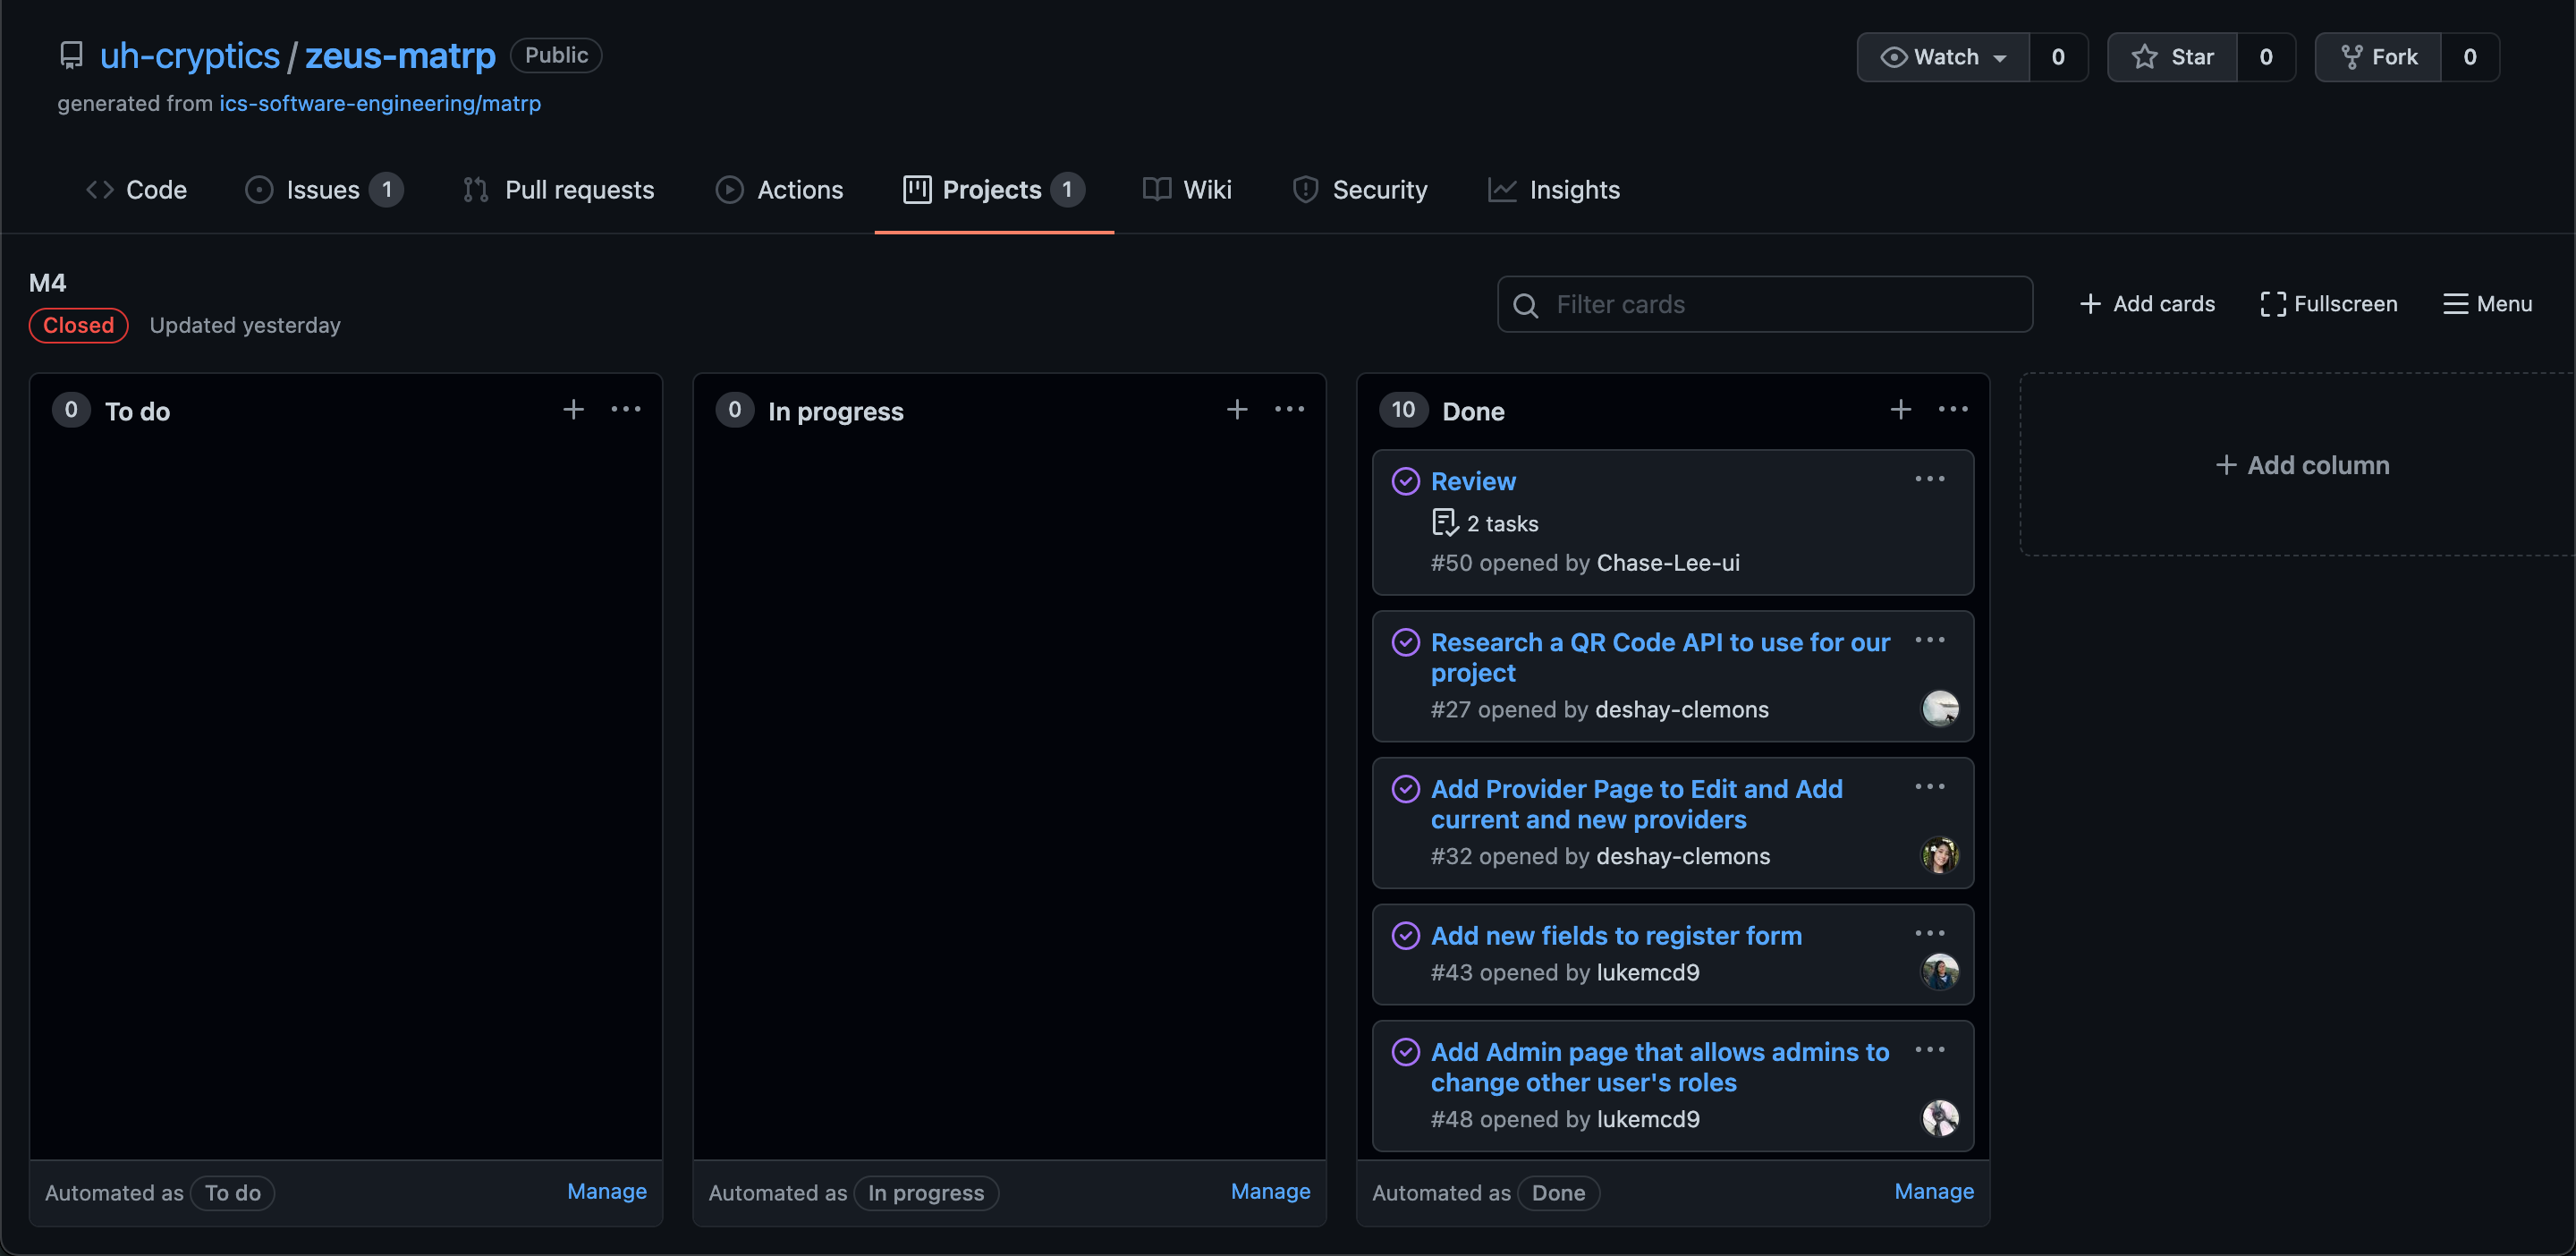 uh-cryptics / zeus-matrp Public
Watch 0 Star 0 Fork 0
generated from ics-software-engineering/matrp
Code Issues 1 Pull requests Actions Projects 1 Wiki Security Insights
M4
Closed Updated yesterday
Filter cards
Add cards Fullscreen Menu
0 To do
Automated as To do Manage
0 In progress
Automated as In progress Manage
10 Done
Review
2 tasks
#50 opened by Chase-Lee-ui
Research a QR Code API to use for our
project
#27 opened by deshay-clemons
Add Provider Page to Edit and Add
current and new providers
#32 opened by deshay-clemons
Add new fields to register form
#43 opened by lukemcd9
Add Admin page that allows admins to
change other user's roles
#48 opened by lukemcd9
Automated as Done Manage
Add column